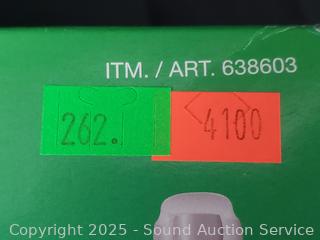 ITM. / ART. 638603
262.
4100
Copyright © 2025 - Sound Auction Service